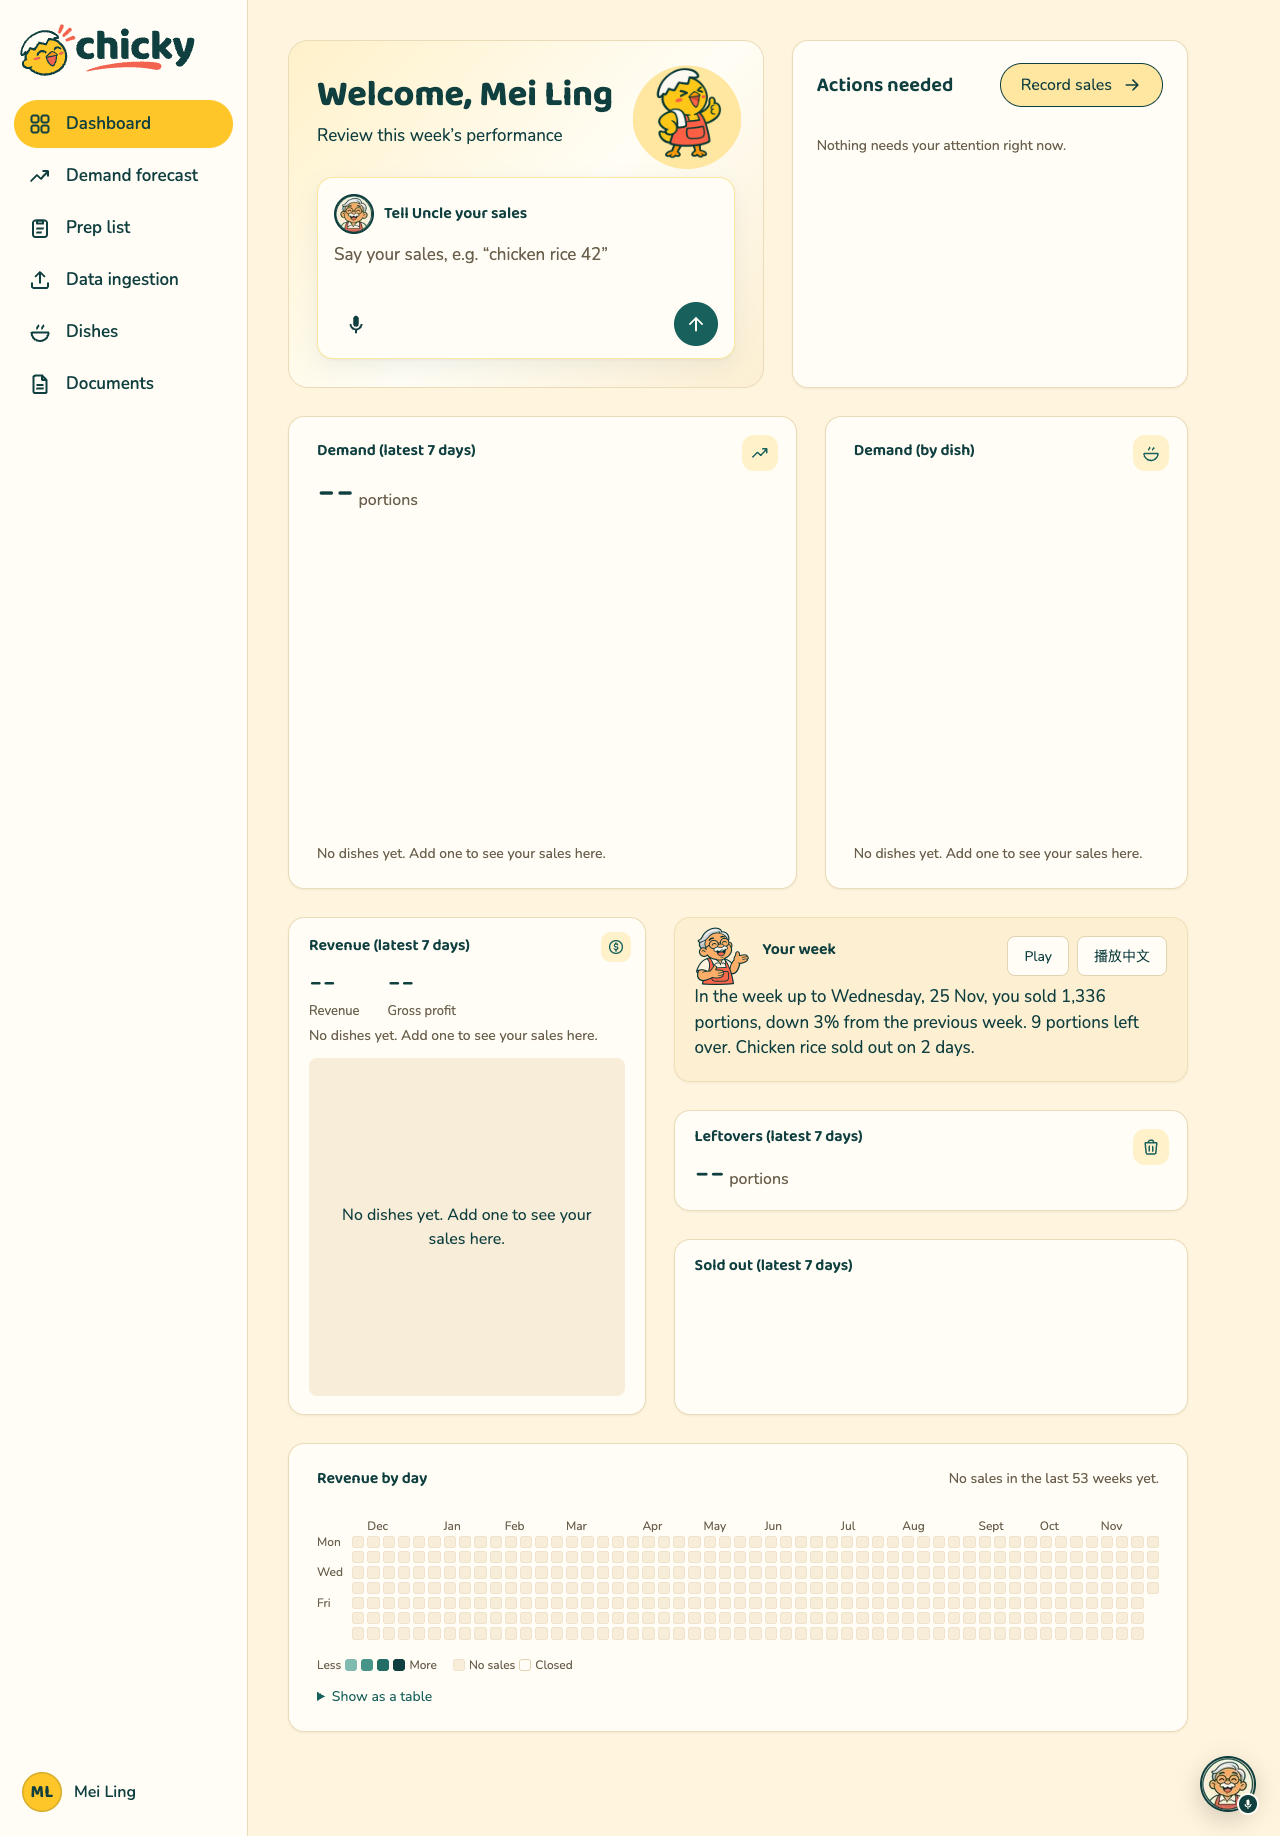 chicky
Dashboard
Demand forecast
Prep list
Data ingestion
Dishes
Documents
Welcome, Mei Ling
Review this week’s performance
Tell Uncle your sales
Say your sales, e.g. “chicken rice 42”
Actions needed
Record sales
Nothing needs your attention right now.
Demand (latest 7 days)
-- portions
No dishes yet. Add one to see your sales here.
Demand (by dish)
No dishes yet. Add one to see your sales here.
Revenue (latest 7 days)
-- --
Revenue Gross profit
No dishes yet. Add one to see your sales here.
No dishes yet. Add one to see your
sales here.
Your week
Play
播放中文
In the week up to Wednesday, 25 Nov, you sold 1,336
portions, down 3% from the previous week. 9 portions left
over. Chicken rice sold out on 2 days.
Leftovers (latest 7 days)
-- portions
Sold out (latest 7 days)
Revenue by day
No sales in the last 53 weeks yet.
Dec Jan Feb Mar Apr May Jun Jul Aug Sept Oct Nov
Mon
Wed
Fri
Less More No sales Closed
Show as a table
ML Mei Ling